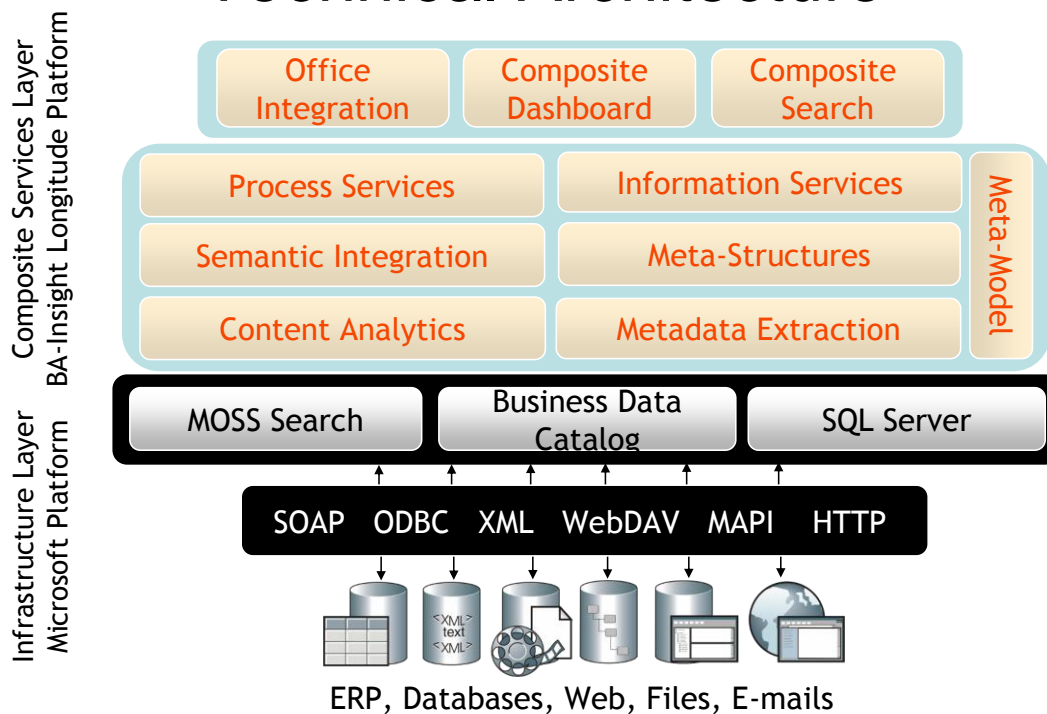 Technical Architecture
Composite Services Layer
BA-Insight Longitude Platform
Office
Integration
Composite
Dashboard
Composite
Search
Process Services
Information Services
Semantic Integration
Meta-Structures
Content Analytics
Metadata Extraction
Meta-Model
Infrastructure Layer
Microsoft Platform
MOSS Search
Business Data
Catalog
SQL Server
SOAP ODBC XML WebDAV MAPI HTTP
<XML>
text
<XML>
ERP, Databases, Web, Files, E-mails